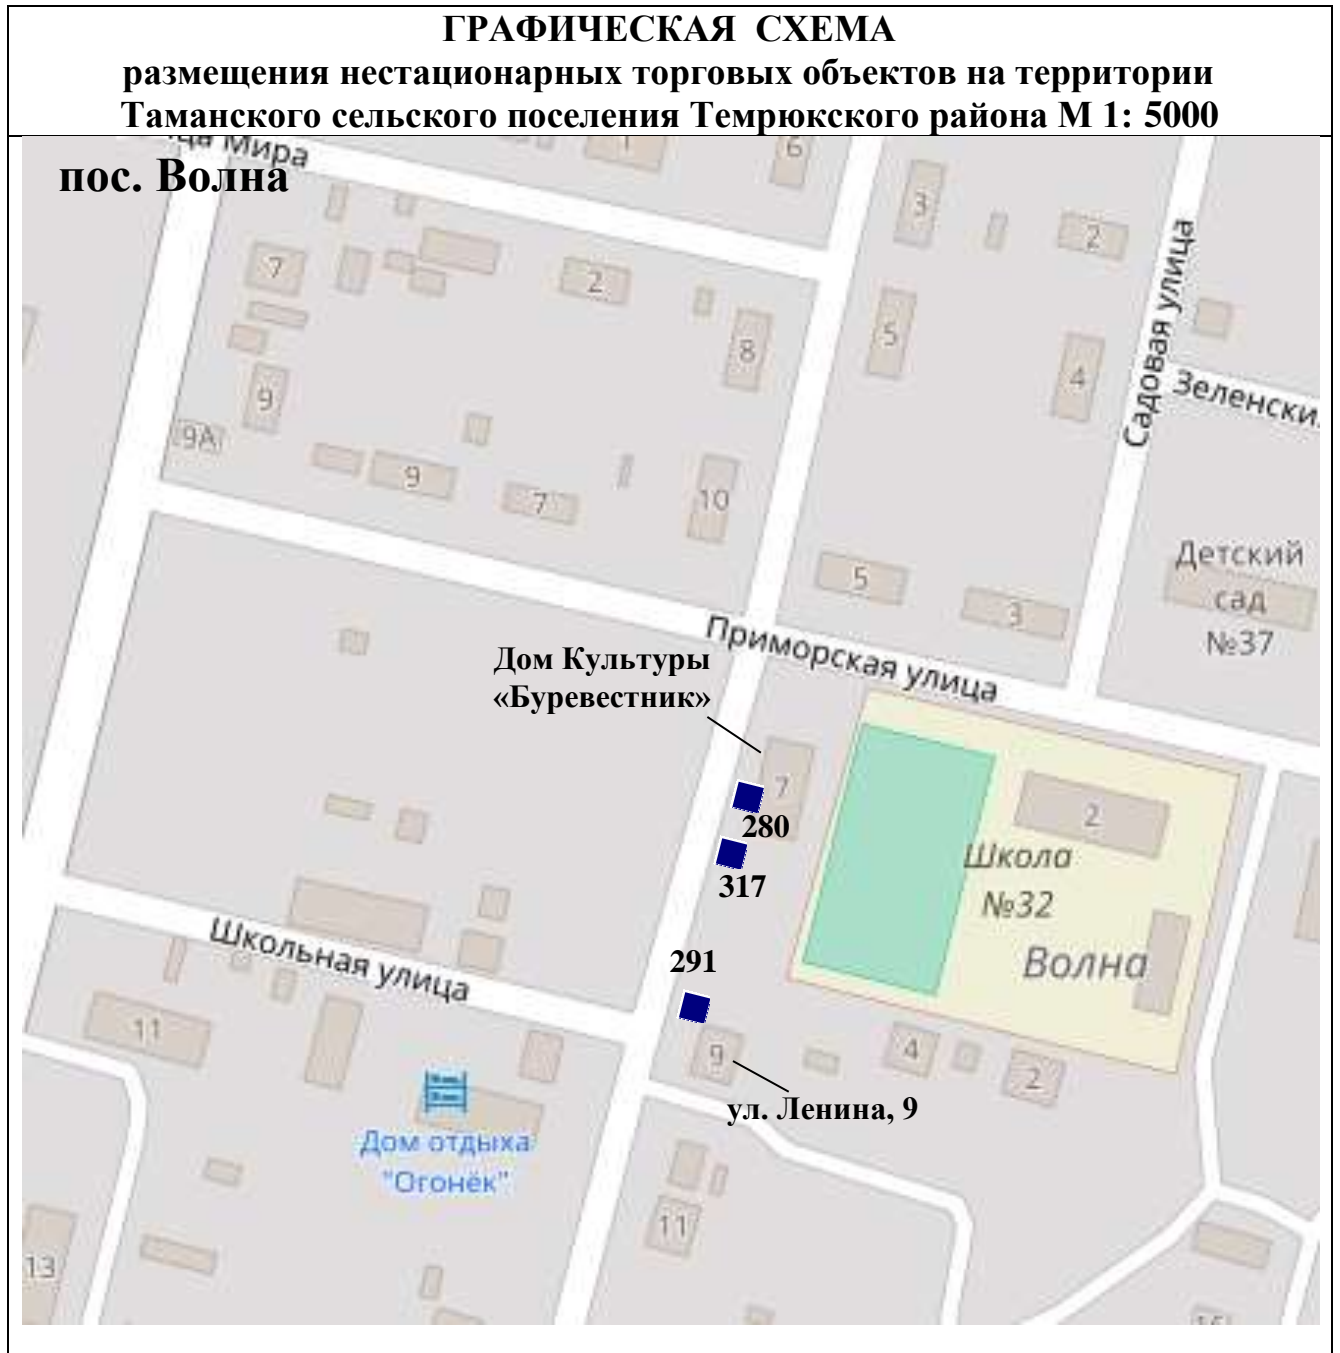 ГРАФИЧЕСКАЯ СХЕМА
размещения нестационарных торговых объектов на территории
Таманского сельского поселения Темрюкского района М 1: 5000
пос. Волна
Мира
1
6
3
2
7
2
8
5
4
Садовая улица
9
9А
9
7
10
5
3
Детский
сад
№37
Приморская улица
Дом Культуры
«Буревестник»
7
280
317
2
Школа
№32
Волна
291
Школьная улица
11
9
4
2
ул. Ленина, 9
Дом отдыха
"Огонёк"
11
13